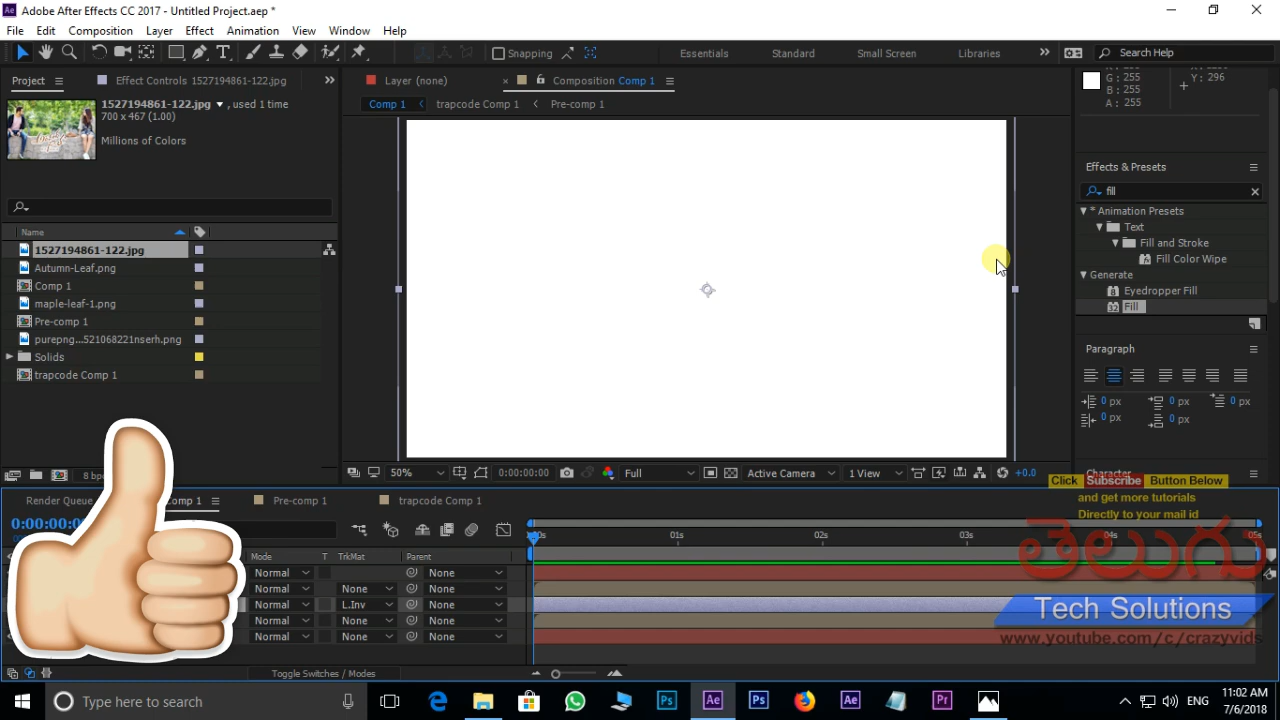 Adobe After Effects CC 2017 - Untitled Project.aep *
File Edit Composition Layer Effect Animation View Window Help
Snapping Essentials Standard Small Screen Libraries Search Help
Project Effect Controls 1527194861-122.jpg
Layer (none) Composition Comp 1
Comp 1 trapcode Comp 1 Pre-comp 1
1527194861-122.jpg , used 1 time
700 x 467 (1.00)
Millions of Colors
G: 255
B: 255
A: 255
Y: 296
Effects & Presets
fill
* Animation Presets
Text
Fill and Stroke
Fill Color Wipe
Generate
Eyedropper Fill
Fill
Name
1527194861-122.jpg
Autumn-Leaf.png
Comp 1
maple-leaf-1.png
Pre-comp 1
purepng...521068221nserh.png
Solids
trapcode Comp 1
Paragraph
0 px 0 px 0 px
0 px 0 px
8 bp
50% 0:00:00:00 Full Active Camera 1 View +0.0
Character
Click Subscribe Button Below
and get more tutorials
Directly to your mail id
తెలుగు
Tech Solutions
www.youtube.com/c/crazyvids
Render Queue Comp 1 Pre-comp 1 trapcode Comp 1
0:00:00:0
01s 02s 03s 04s 05s
Mode T TrkMat Parent
Normal None
Normal None None
Normal L.Inv None
Normal None None
Normal None None
Toggle Switches / Modes
Type here to search
ENG
11:02 AM
7/6/2018